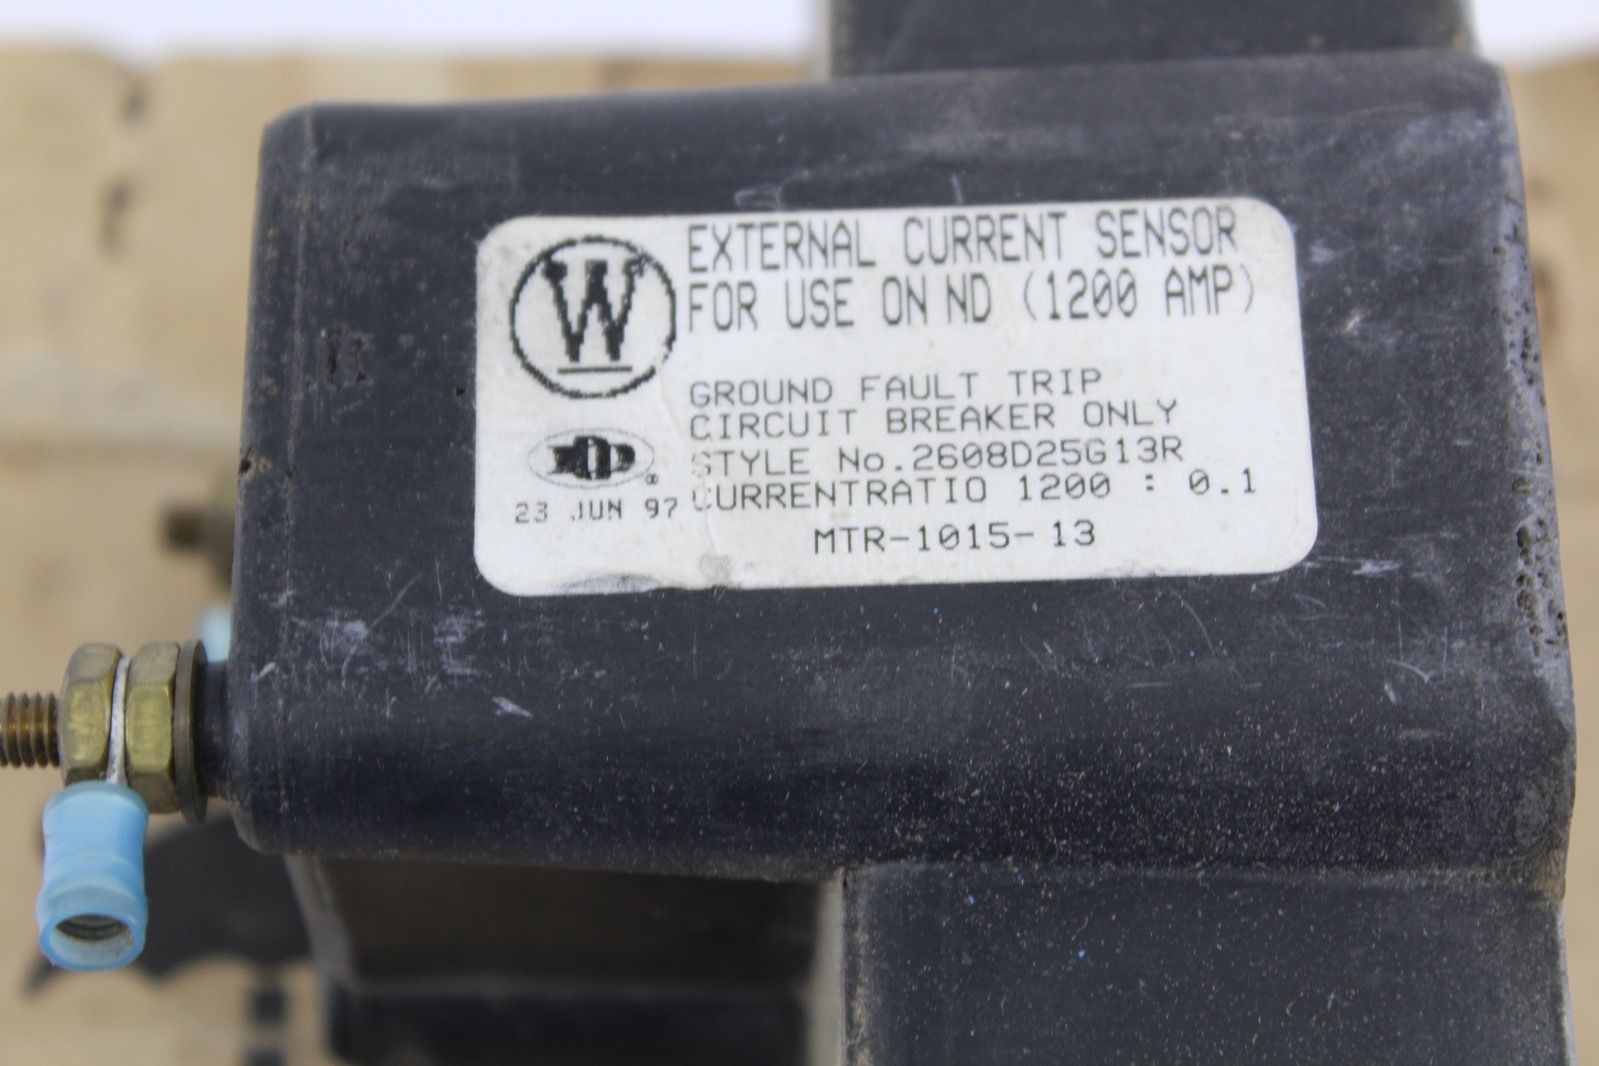 W
EXTERNAL CURRENT SENSOR
FOR USE ON ND (1200 AMP)
GROUND FAULT TRIP
CIRCUIT BREAKER ONLY
STYLE No.2608D25G13R
CURRENTRATIO 1200 : 0.1
23 JUN 97
MTR-1015-13